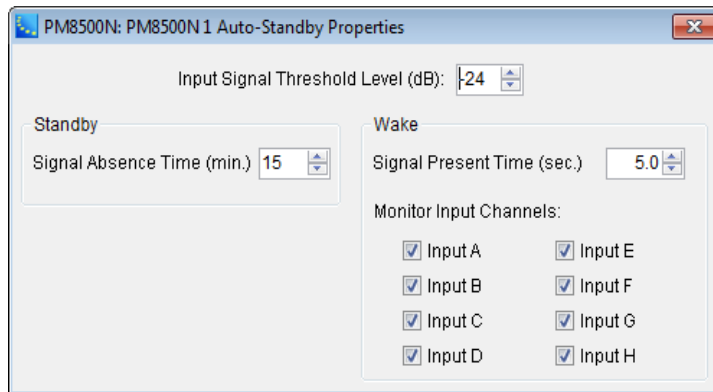 PM8500N: PM8500N 1 Auto-Standby Properties
Input Signal Threshold Level (dB): -24
Standby
Signal Absence Time (min.) 15
Wake
Signal Present Time (sec.) 5.0
Monitor Input Channels:
Input A
Input E
Input B
Input F
Input C
Input G
Input D
Input H